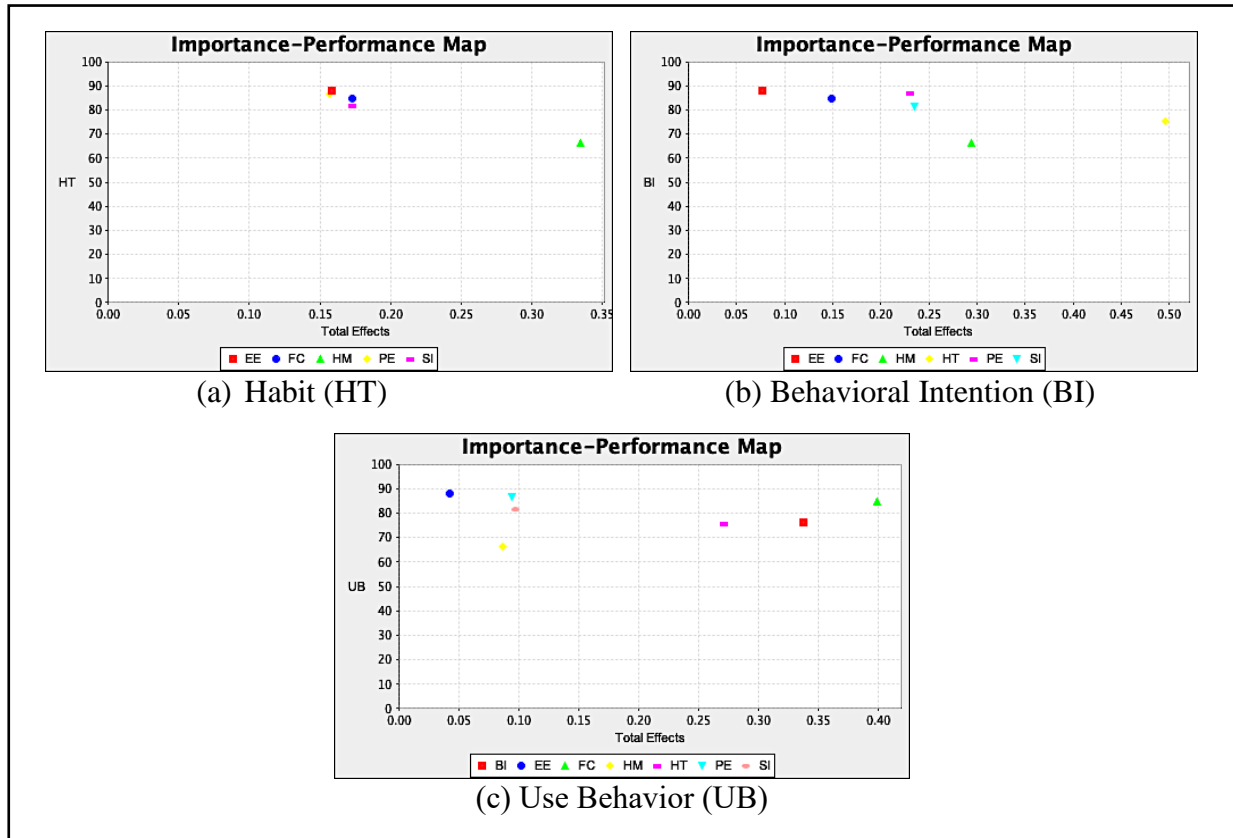 Importance-Performance Map
100
90
80
70
60
HT 50
40
30
20
10
0
0.00 0.05 0.10 0.15 0.20 0.25 0.30 0.35
Total Effects
EE FC HM PE SI
(a) Habit (HT)
Importance-Performance Map
100
90
80
70
60
BI 50
40
30
20
10
0
0.00 0.05 0.10 0.15 0.20 0.25 0.30 0.35 0.40 0.45 0.50
Total Effects
EE FC HM HT PE SI
(b) Behavioral Intention (BI)
Importance-Performance Map
100
90
80
70
60
UB 50
40
30
20
10
0
0.00 0.05 0.10 0.15 0.20 0.25 0.30 0.35 0.40
Total Effects
BI EE FC HM HT PE SI
(c) Use Behavior (UB)